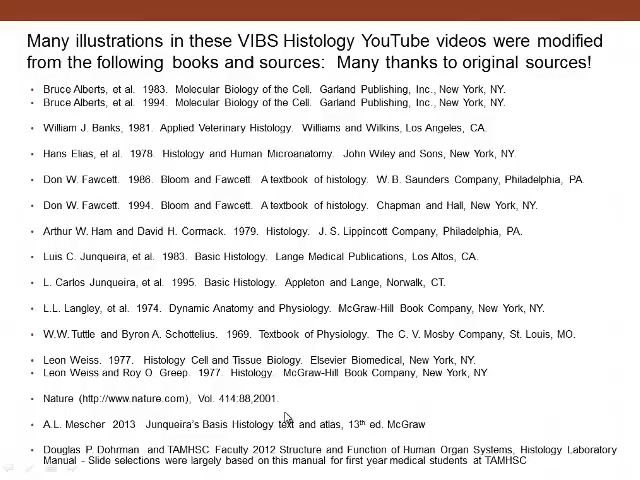 Many illustrations in these VIBS Histology YouTube videos were modified
from the following books and sources: Many thanks to original sources!
• Bruce Alberts, et al. 1983. Molecular Biology of the Cell. Garland Publishing, Inc., New York, NY.
• Bruce Alberts, et al. 1994. Molecular Biology of the Cell. Garland Publishing, Inc., New York, NY.
• William J. Banks, 1981. Applied Veterinary Histology. Williams and Wilkins, Los Angeles, CA.
• Hans Elias, et al. 1978. Histology and Human Microanatomy. John Wiley and Sons, New York, NY.
• Don W. Fawcett. 1986. Bloom and Fawcett. A textbook of histology. W. B. Saunders Company, Philadelphia, PA.
• Don W. Fawcett. 1994. Bloom and Fawcett. A textbook of histology. Chapman and Hall, New York, NY.
• Arthur W. Ham and David H. Cormack. 1979. Histology. J. S. Lippincott Company, Philadelphia, PA.
• Luis C. Junqueira, et al. 1983. Basic Histology. Lange Medical Publications, Los Altos, CA.
• L. Carlos Junqueira, et al. 1995. Basic Histology. Appleton and Lange, Norwalk, CT.
• L.L. Langley, et al. 1974. Dynamic Anatomy and Physiology. McGraw-Hill Book Company, New York, NY.
• W.W. Tuttle and Byron A. Schottelius. 1969. Textbook of Physiology. The C. V. Mosby Company, St. Louis, MO.
• Leon Weiss. 1977. Histology Cell and Tissue Biology. Elsevier Biomedical, New York, NY.
• Leon Weiss and Roy O. Greep. 1977. Histology. McGraw-Hill Book Company, New York, NY
• Nature (http://www.nature.com), Vol. 414:88,2001.
• A.L. Mescher 2013 Junqueira's Basis Histology text and atlas, 13th ed. McGraw
• Douglas P. Dohrman and TAMHSC Faculty 2012 Structure and Function of Human Organ Systems, Histology Laboratory
Manual - Slide selections were largely based on this manual for first year medical students at TAMHSC